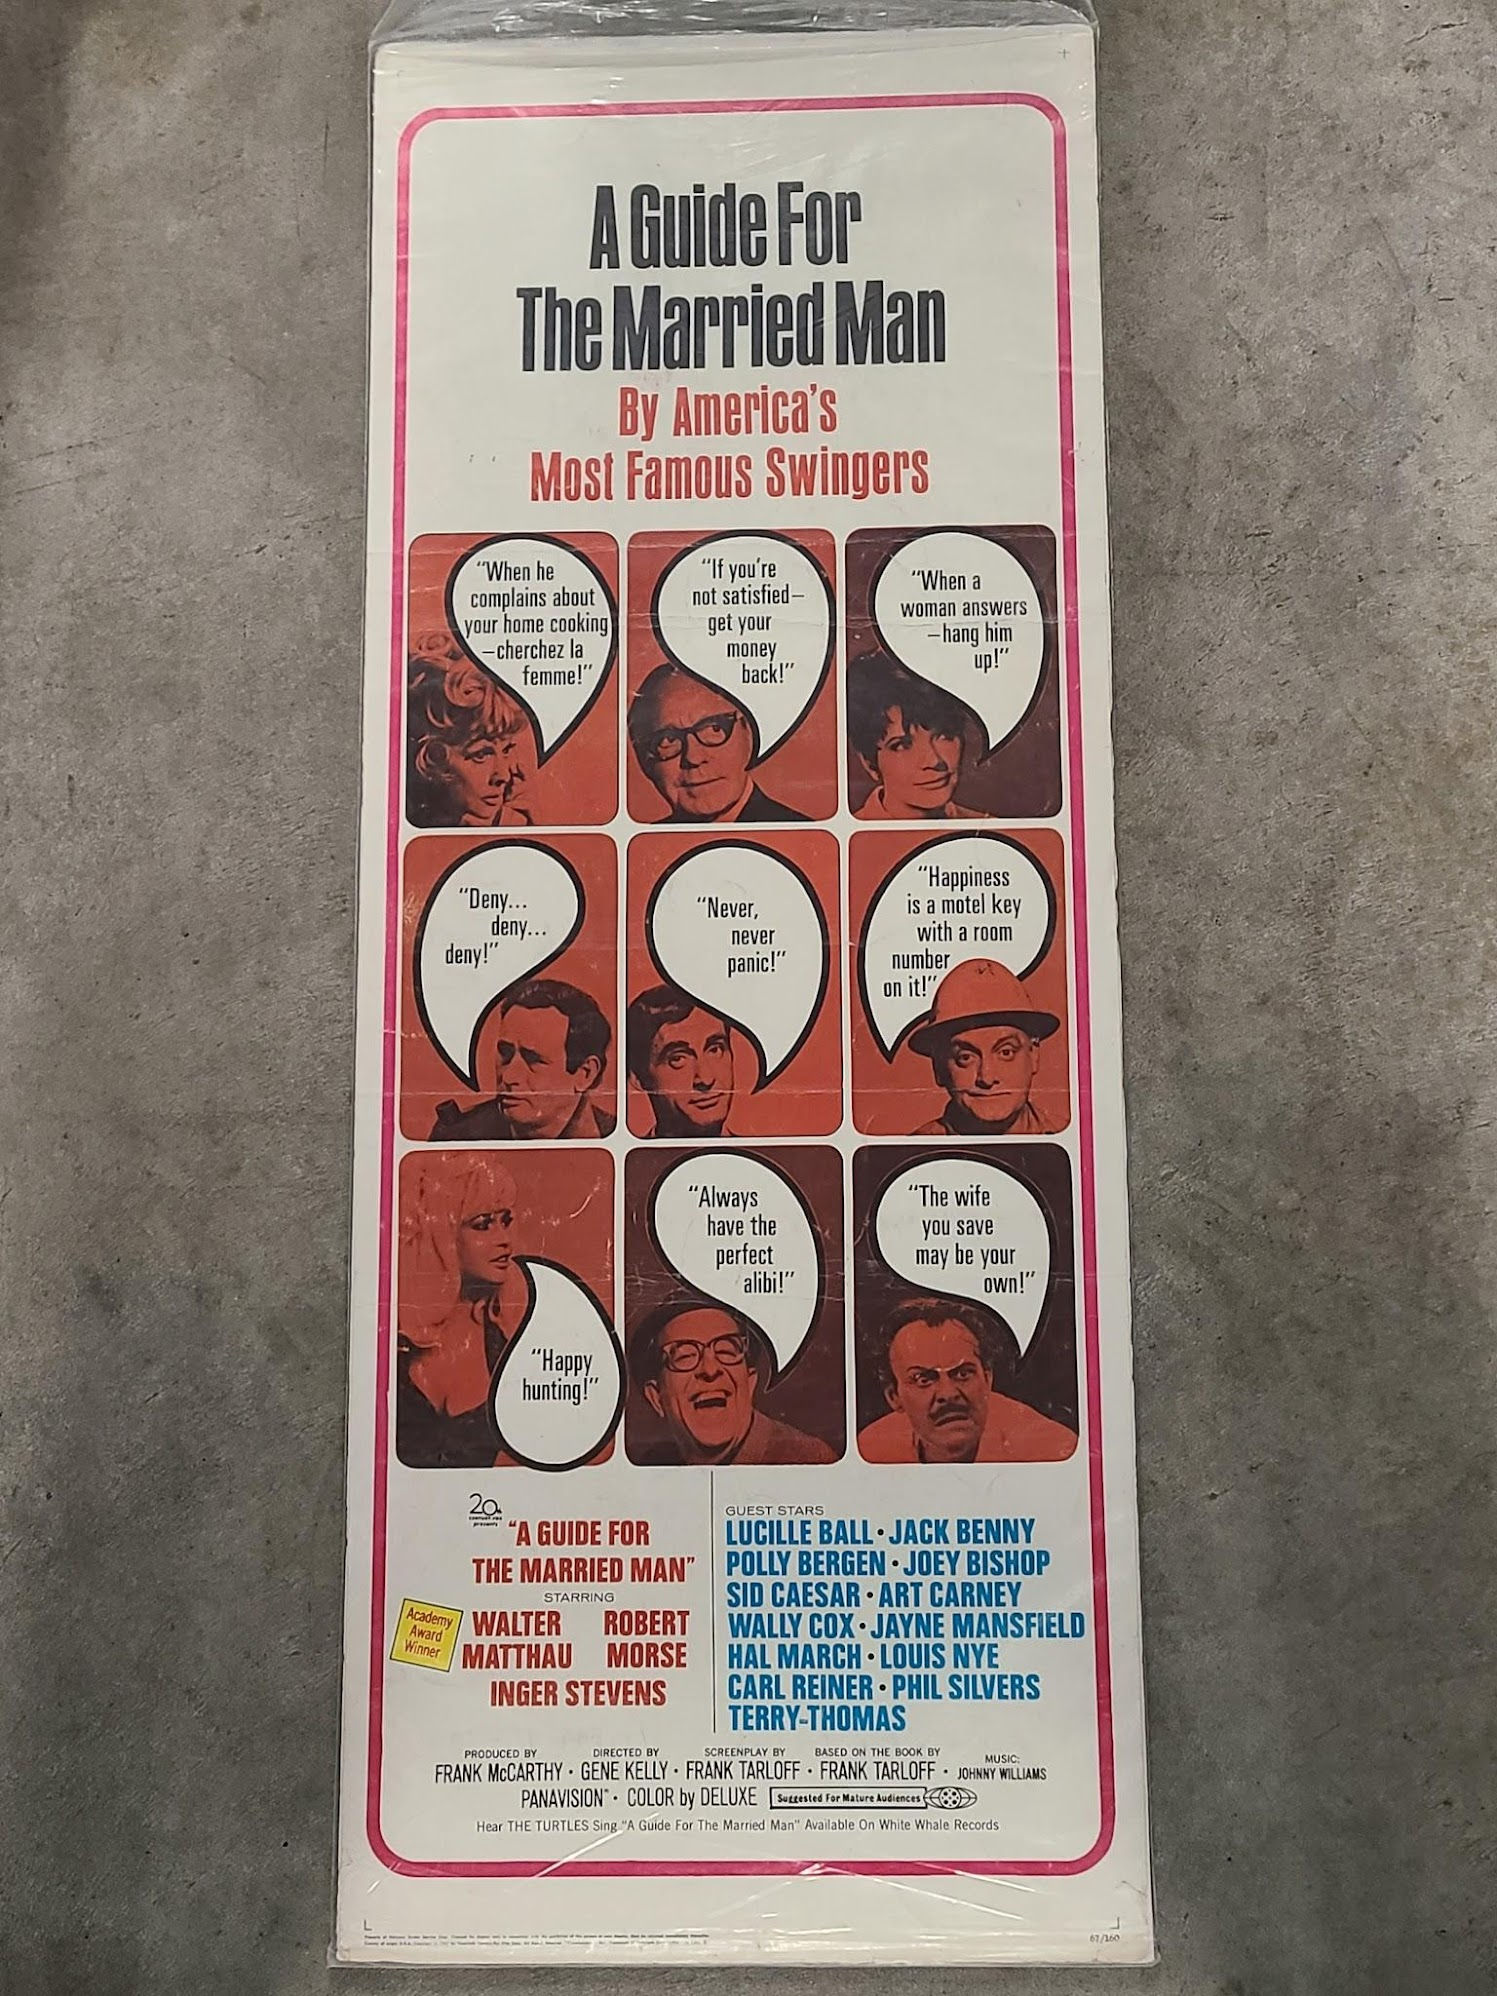 A Guide For
The Married Man
By America's
Most Famous Swingers
"When he
complains about
your home cooking
—cherchez la
femme!"
"If you're
not satisfied—
get your
money
back!"
"When a
woman answers
—hang him
up!"
"Deny...
deny...
deny!"
"Never,
never
panic!"
"Happiness
is a motel key
with a room
number
on it!"
"Happy
hunting!"
"Always
have the
perfect
alibi!"
"The wife
you save
may be your
own!"
20th
CENTURY-FOX
presents
"A GUIDE FOR
THE MARRIED MAN"
STARRING
Academy
Award
Winner
WALTER ROBERT
MATTHAU MORSE
INGER STEVENS
GUEST STARS
LUCILLE BALL • JACK BENNY
POLLY BERGEN • JOEY BISHOP
SID CAESAR • ART CARNEY
WALLY COX • JAYNE MANSFIELD
HAL MARCH • LOUIS NYE
CARL REINER • PHIL SILVERS
TERRY-THOMAS
PRODUCED BY DIRECTED BY SCREENPLAY BY BASED ON THE BOOK BY MUSIC:
FRANK McCARTHY • GENE KELLY • FRANK TARLOFF • FRANK TARLOFF • JOHNNY WILLIAMS
PANAVISION® • COLOR by DELUXE Suggested For Mature Audiences
Hear THE TURTLES Sing "A Guide For The Married Man" Available On White Whale Records
67/160